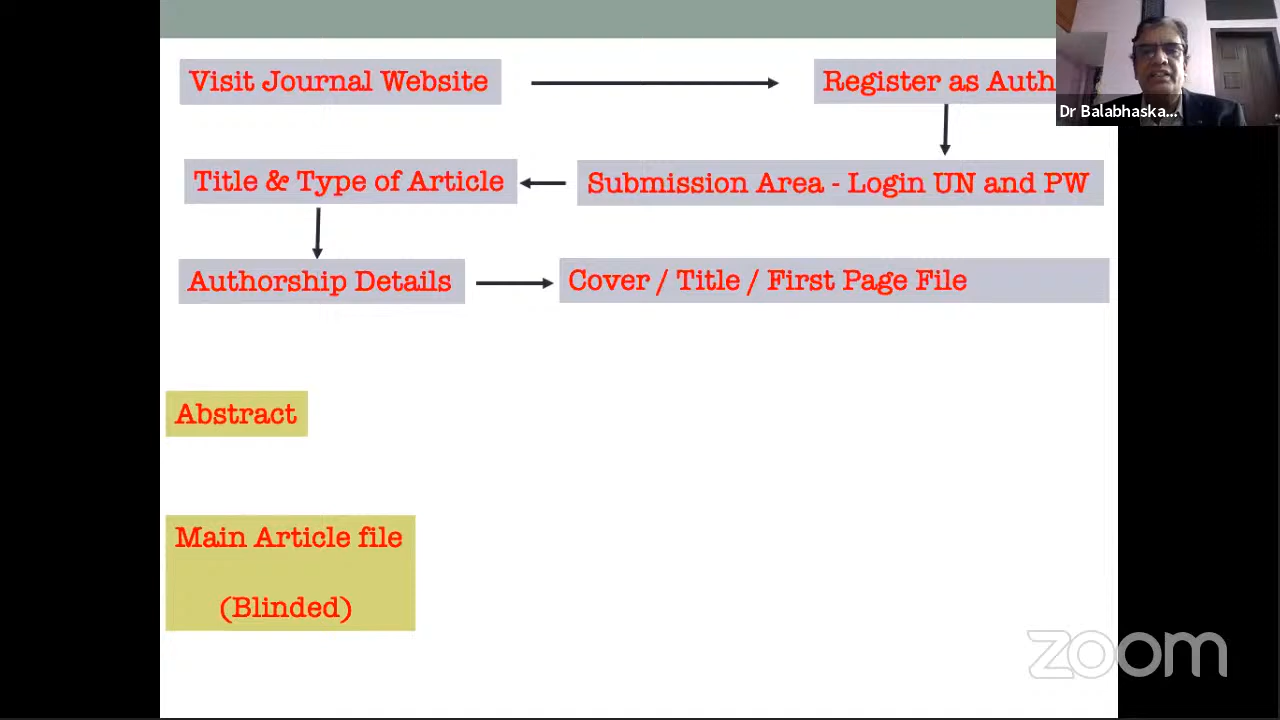 Visit Journal Website
Register as Auth
Dr Balabhaska...
Submission Area - Login UN and PW
Title & Type of Article
Authorship Details
Cover / Title / First Page File
Abstract
Main Article file
(Blinded)
zoom